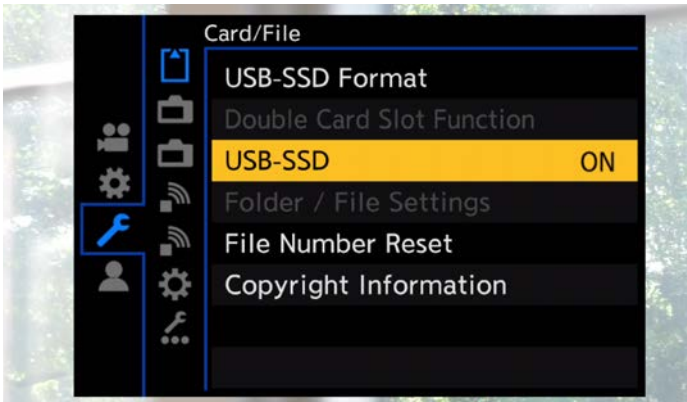 Card/File
USB-SSD Format
Double Card Slot Function
USB-SSD ON
Folder / File Settings
File Number Reset
Copyright Information